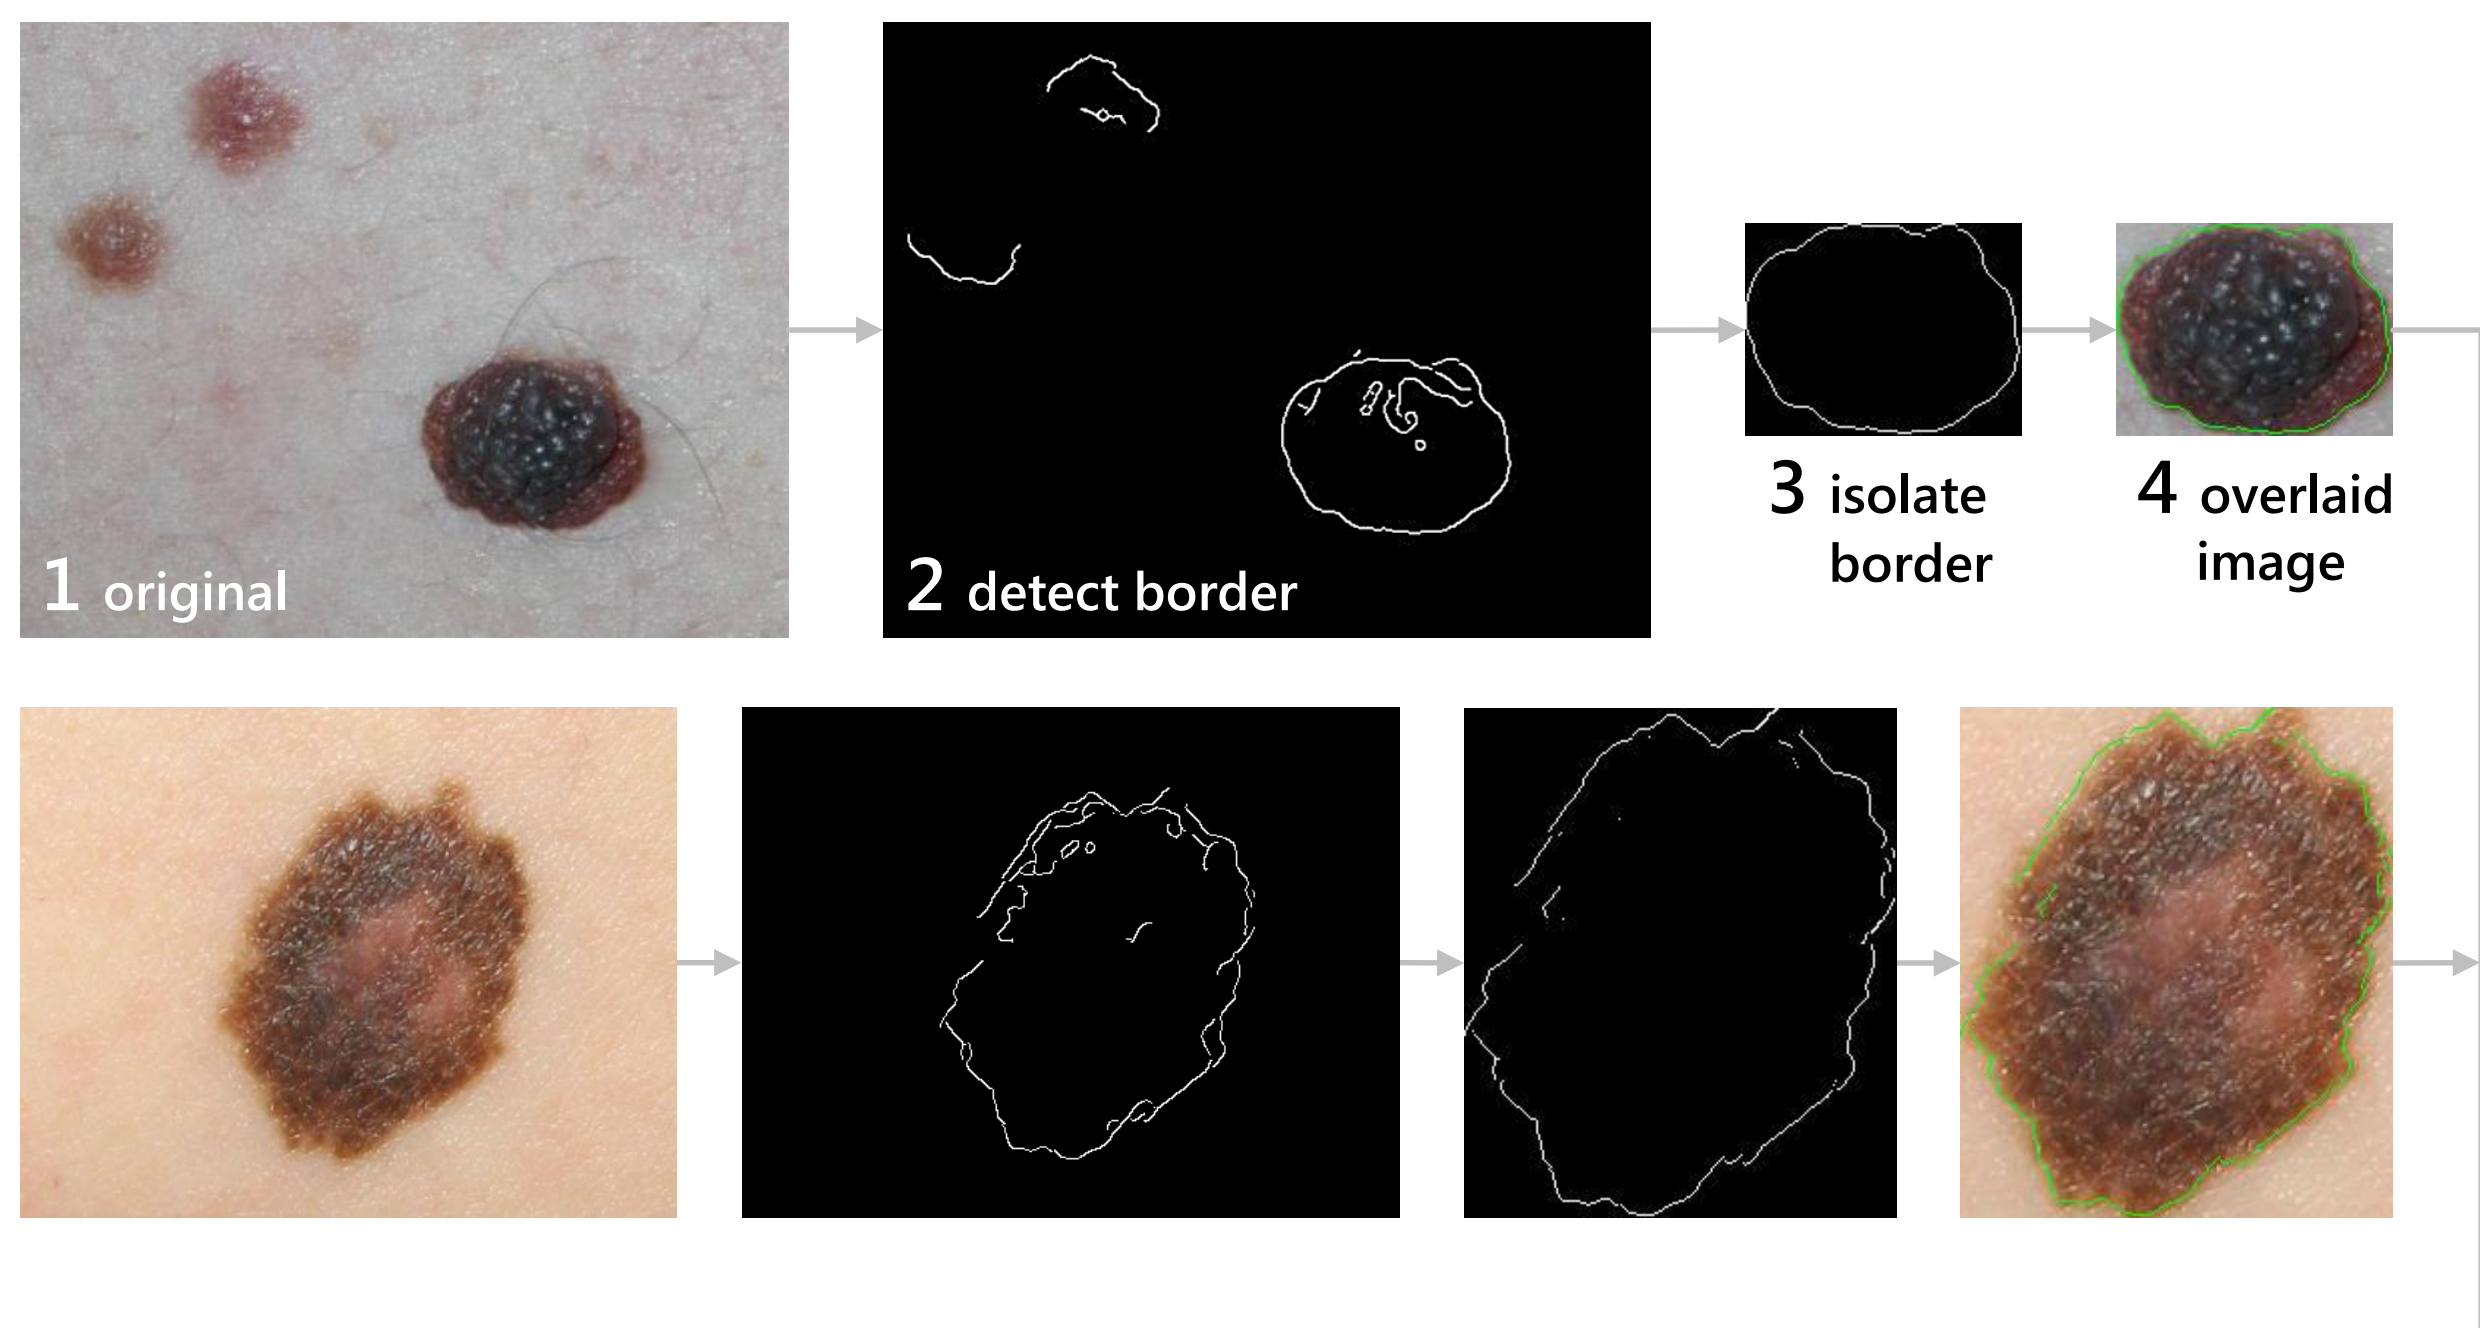 1 original
2 detect border
3 isolate
border
4 overlaid
image